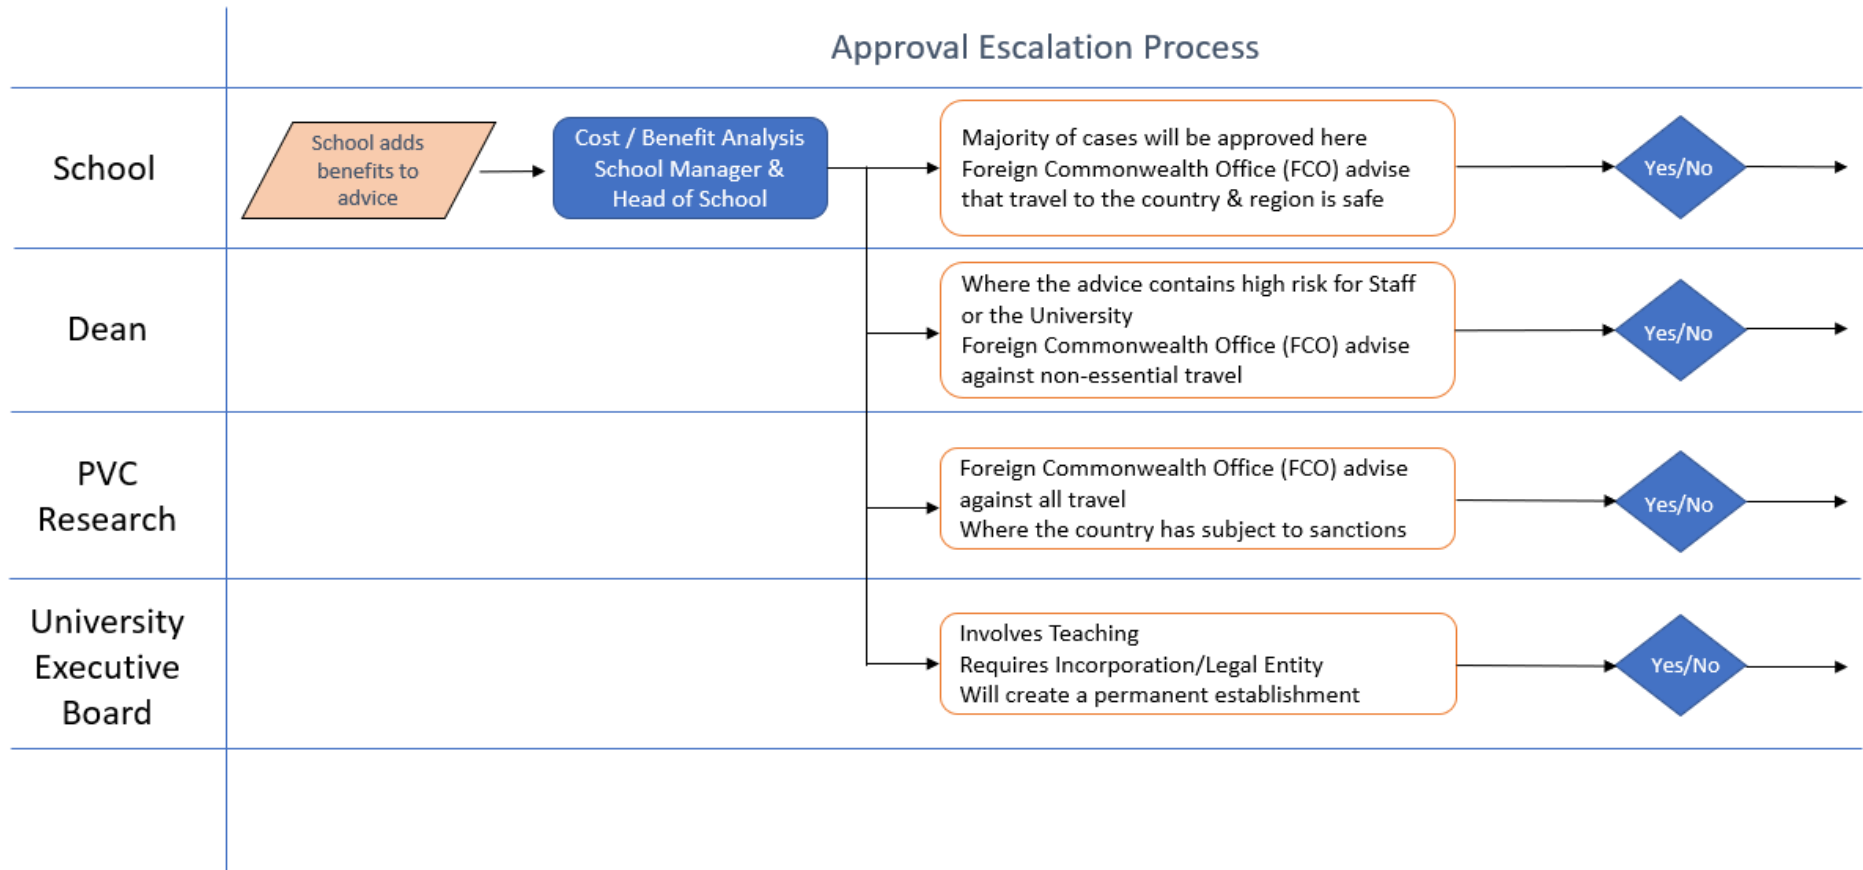 Approval Escalation Process
School
School adds
benefits to
advice
Cost / Benefit Analysis
School Manager &
Head of School
Majority of cases will be approved here
Foreign Commonwealth Office (FCO) advise
that travel to the country & region is safe
Yes/No
Dean
Where the advice contains high risk for Staff
or the University
Foreign Commonwealth Office (FCO) advise
against non-essential travel
Yes/No
PVC
Research
Foreign Commonwealth Office (FCO) advise
against all travel
Where the country has subject to sanctions
Yes/No
University
Executive
Board
Involves Teaching
Requires Incorporation/Legal Entity
Will create a permanent establishment
Yes/No